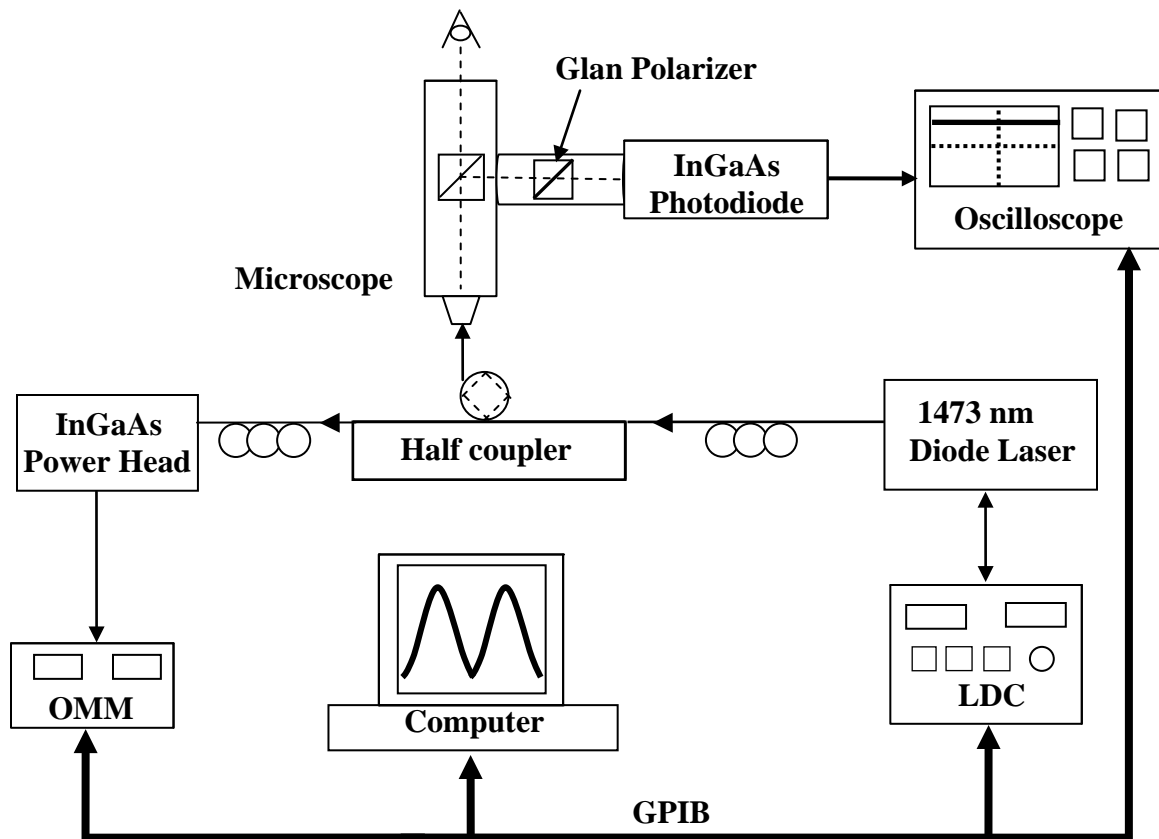 Glan Polarizer
InGaAs
Photodiode
Oscilloscope
Microscope
InGaAs
Power Head
Half coupler
1473 nm
Diode Laser
OMM
Computer
LDC
GPIB